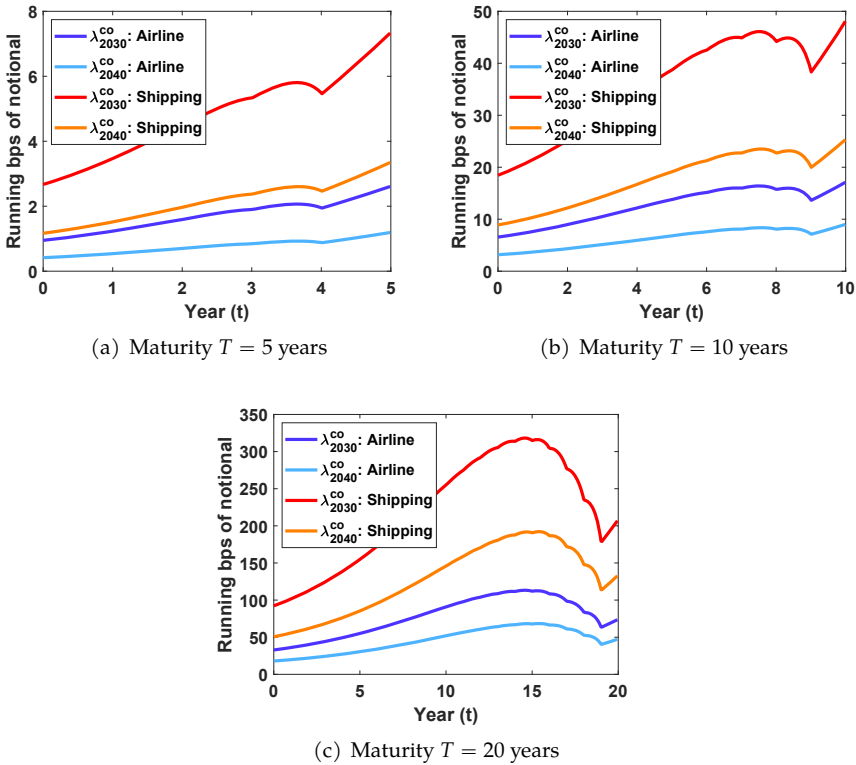 8
6
4
2
0
Running bps of notional
λ^co_2030: Airline
λ^co_2040: Airline
λ^co_2030: Shipping
λ^co_2040: Shipping
0 1 2 3 4 5
Year (t)
(a) Maturity T = 5 years
50
40
30
20
10
0
Running bps of notional
λ^co_2030: Airline
λ^co_2040: Airline
λ^co_2030: Shipping
λ^co_2040: Shipping
0 2 4 6 8 10
Year (t)
(b) Maturity T = 10 years
350
300
250
200
150
100
50
0
Running bps of notional
λ^co_2030: Airline
λ^co_2040: Airline
λ^co_2030: Shipping
λ^co_2040: Shipping
0 5 10 15 20
Year (t)
(c) Maturity T = 20 years